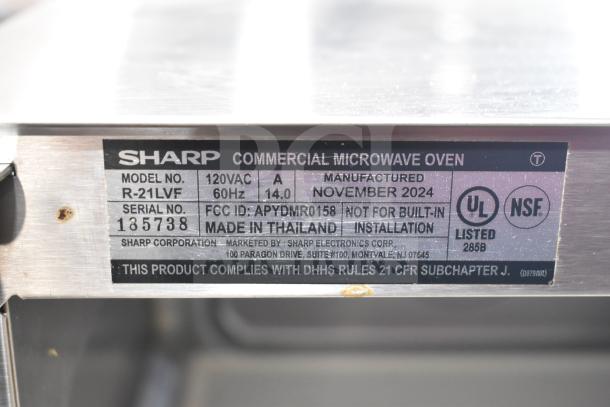 SHARP COMMERCIAL MICROWAVE OVEN T
MODEL NO. 120VAC A MANUFACTURED
R-21LVF 60Hz 14.0 NOVEMBER 2024
SERIAL NO. FCC ID: APYDMR0158 NOT FOR BUILT-IN
135738 MADE IN THAILAND INSTALLATION
UL LISTED 285B
NSF
SHARP CORPORATION MARKETED BY: SHARP ELECTRONICS CORP.
100 PARAGON DRIVE, SUITE #100, MONTVALE, NJ 07645
THIS PRODUCT COMPLIES WITH DHHS RULES 21 CFR SUBCHAPTER J.